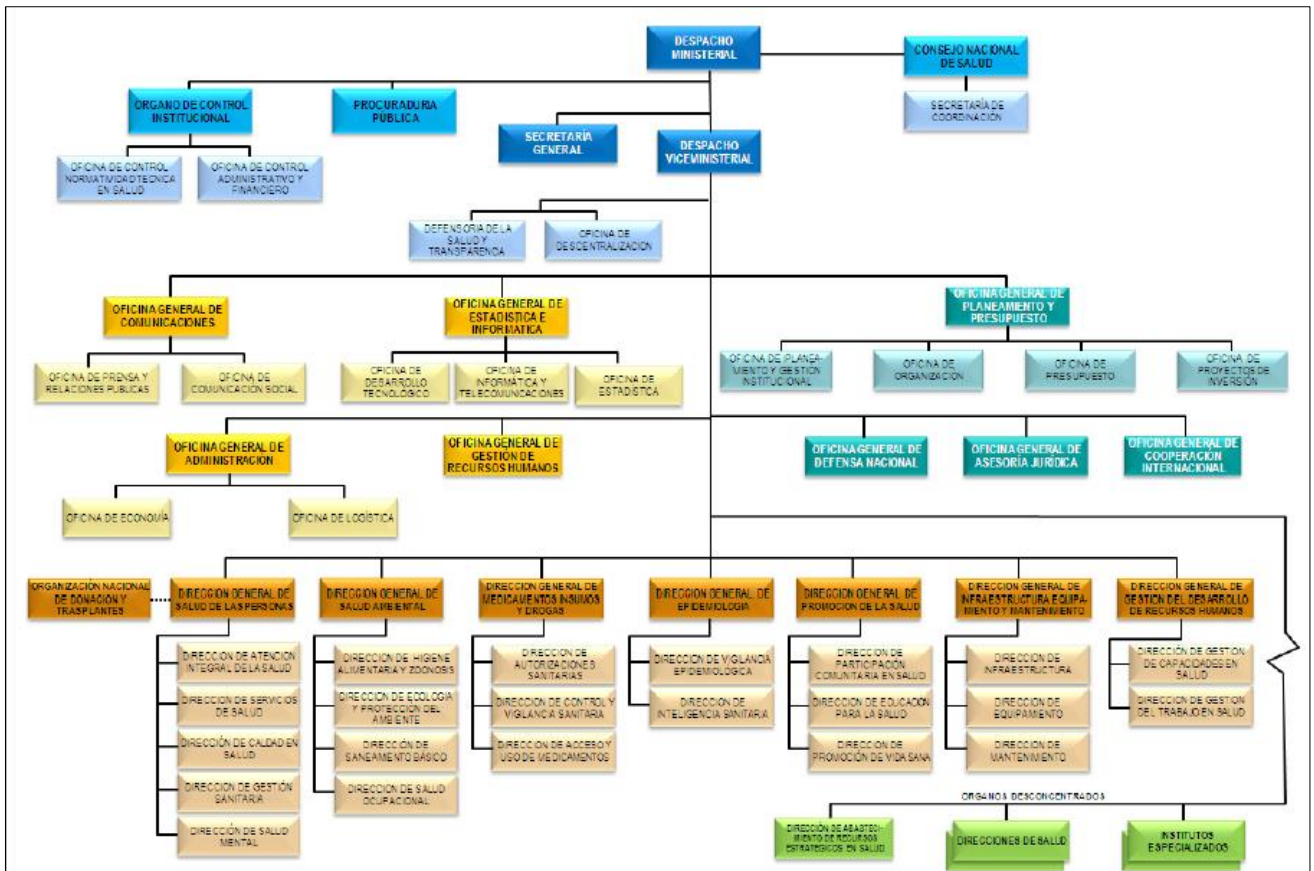 DESPACHO
MINISTERIAL
CONSEJO NACIONAL
DE SALUD
SECRETARÍA DE
COORDINACIÓN
ORGANO DE CONTROL
INSTITUCIONAL
PROCURADURIA
PÚBLICA
SECRETARÍA
GENERAL
DESPACHO
VICEMINISTERIAL
OFICINA DE CONTROL
NORMATIVIDAD TECNICA
EN SALUD
OFICINA DE CONTROL
ADMINISTRATIVO Y
FINANCIERO
DEFENSORIA DE LA
SALUD Y
TRANSPARENCIA
OFICINA DE
DESCENTRALIZACION
OFICINA GENERAL DE
COMUNICACIONES
OFICINA GENERAL DE
ESTADÍSTICA E
INFORMATICA
OFICINA GENERAL DE
PLANEAMIENTO Y
PRESUPUESTO
OFICINA DE PRENSA Y
RELACIONES PUBLICAS
OFICINA DE
COMUNICACION SOCIAL
OFICINA DE
DESARROLLO
TECNOLOGICO
OFICINA DE
INFORMÁTICA Y
TELECOMUNICACIONES
OFICINA DE
ESTADÍSTICA
OFICINA DE PLANEA-
MIENTO Y GESTION
INSTITUCIONAL
OFICINA DE
ORGANIZACION
OFICINA DE
PRESUPUESTO
OFICINA DE
PROYECTOS DE
INVERSIÓN
OFICINA GENERAL DE
ADMINISTRACION
OFICINA GENERAL DE
GESTIÓN DE
RECURSOS HUMANOS
OFICINA GENERAL DE
DEFENSA NACIONAL
OFICINA GENERAL DE
ASESORÍA JURÍDICA
OFICINA GENERAL DE
COOPERACIÓN
INTERNACIONAL
OFICINA DE ECONOMÍA
OFICINA DE LOGÍSTICA
ORGANIZACIÓN NACIONAL
DE DONACION Y
TRASPLANTES
DIRECCION GENERAL DE
SALUD DE LAS PERSONAS
DIRECCION GENERAL DE
SALUD AMBIENTAL
DIRECCION GENERAL DE
MEDICAMENTOS INSUMOS
Y DROGAS
DIRECCION GENERAL DE
EPIDEMIOLOGIA
DIRECCION GENERAL DE
PROMOCION DE LA SALUD
DIRECCION GENERAL DE
INFRAESTRUCTURA EQUIPA-
MIENTO Y MANTENIMIENTO
DIRECCION GENERAL DE
GESTION DEL DESARROLLO
DE RECURSOS HUMANOS
DIRECCION DE ATENCION
INTEGRAL DE LA SALUD
DIRECCION DE SERVICIOS
DE SALUD
DIRECCIÓN DE CALIDAD EN
SALUD
DIRECCION DE GESTIÓN
SANITARIA
DIRECCIÓN DE SALUD
MENTAL
DIRECCION DE HIGIENE
ALIMENTARIA Y ZOONOSIS
DIRECCION DE ECOLOGIA
Y PROTECCION DEL
AMBIENTE
DIRECCIÓN DE
SANEAMIENTO BÁSICO
DIRECCION DE SALUD
OCUPACIONAL
DIRECCIÓN DE
AUTORIZACIONES
SANITARIAS
DIRECCION DE CONTROL Y
VIGILANCIA SANITARIA
DIRECCION DE ACCESO Y
USO DE MEDICAMENTOS
DIRECCION DE VIGILANCIA
EPIDEMIOLOGICA
DIRECCIÓN DE
INTELIGENCIA SANITARIA
DIRECCION DE
PARTICIPACIÓN
COMUNITARIA EN SALUD
DIRECCION DE EDUCACION
PARA LA SALUD
DIRECCION DE
PROMOCIÓN DE VIDA SANA
DIRECCION DE
INFRAESTRUCTURA
DIRECCION DE
EQUIPAMIENTO
DIRECCIÓN DE
MANTENIMIENTO
DIRECCIÓN DE GESTION
DE CAPACIDADES EN
SALUD
DIRECCION DE GESTION
DEL TRABAJO EN SALUD
ORGANOS DESCONCENTRADOS
DIRECCIÓN DE ABASTECI-
MIENTO DE RECURSOS
ESTRATEGICOS EN SALUD
DIRECCIONES DE SALUD
INSTITUTOS
ESPECIALIZADOS